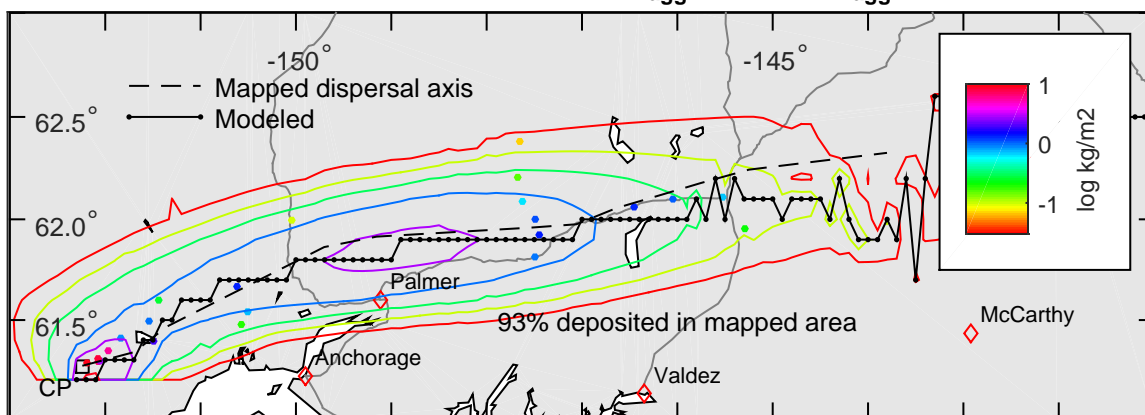 -150° -145°
Mapped dispersal axis
Modeled
62.5°
62.0°
61.5°
1
0
-1
log kg/m2
Palmer
93% deposited in mapped area
McCarthy
Anchorage
Valdez
CP